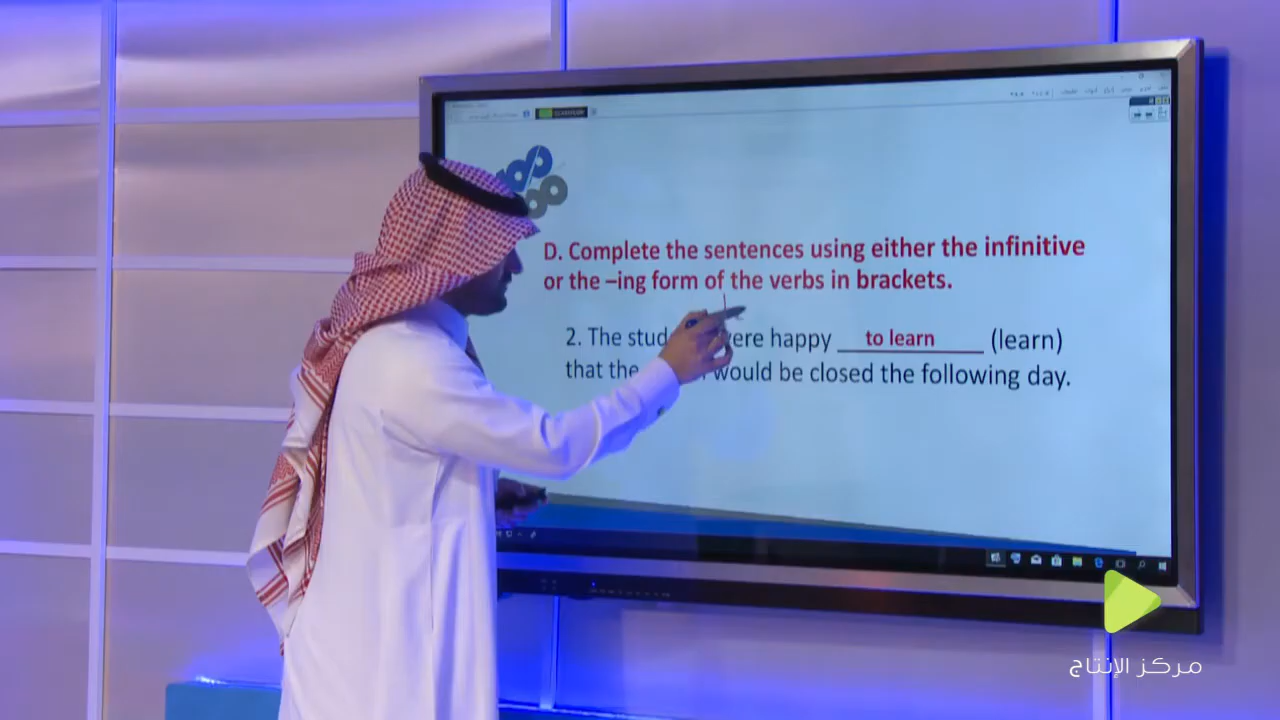 D. Complete the sentences using either the infinitive
or the –ing form of the verbs in brackets.
2. The stud were happy to learn (learn)
that the would be closed the following day.
مركز الإنتاج